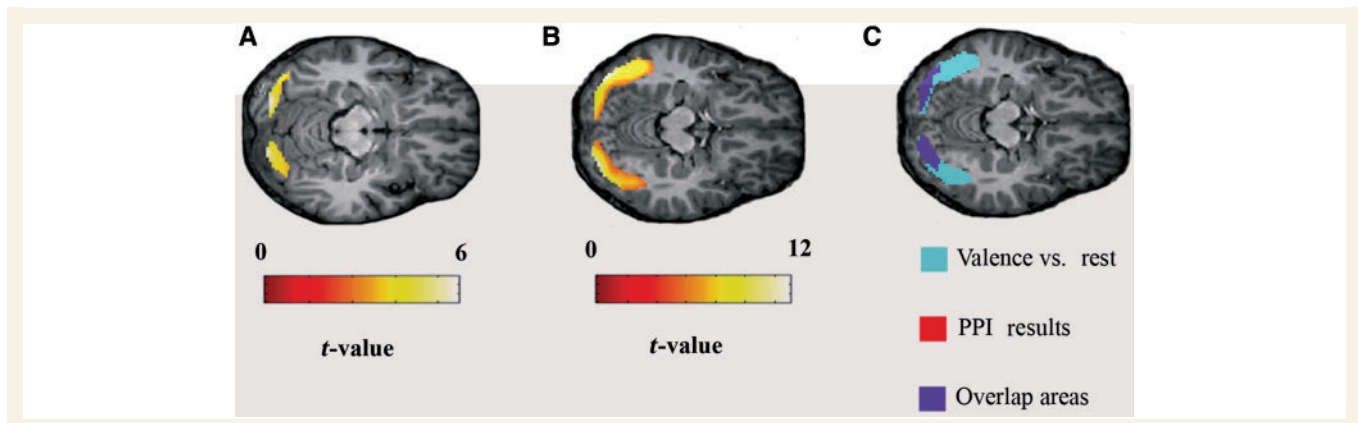 A B C
0 6
t-value
0 12
t-value
Valence vs. rest
PPI results
Overlap areas